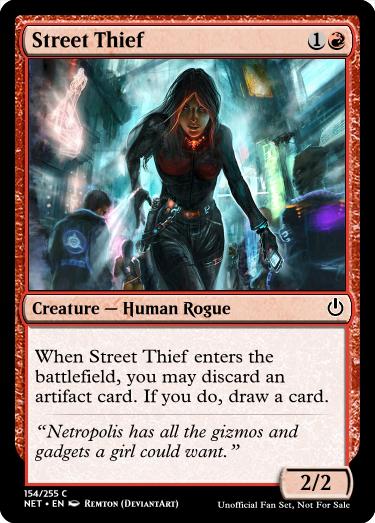 Street Thief 1
Creature — Human Rogue
When Street Thief enters the
battlefield, you may discard an
artifact card. If you do, draw a card.
“Netropolis has all the gizmos and
gadgets a girl could want.”
2/2
154/255 C
NET • EN Remton (DeviantArt) Unofficial Fan Set, Not For Sale